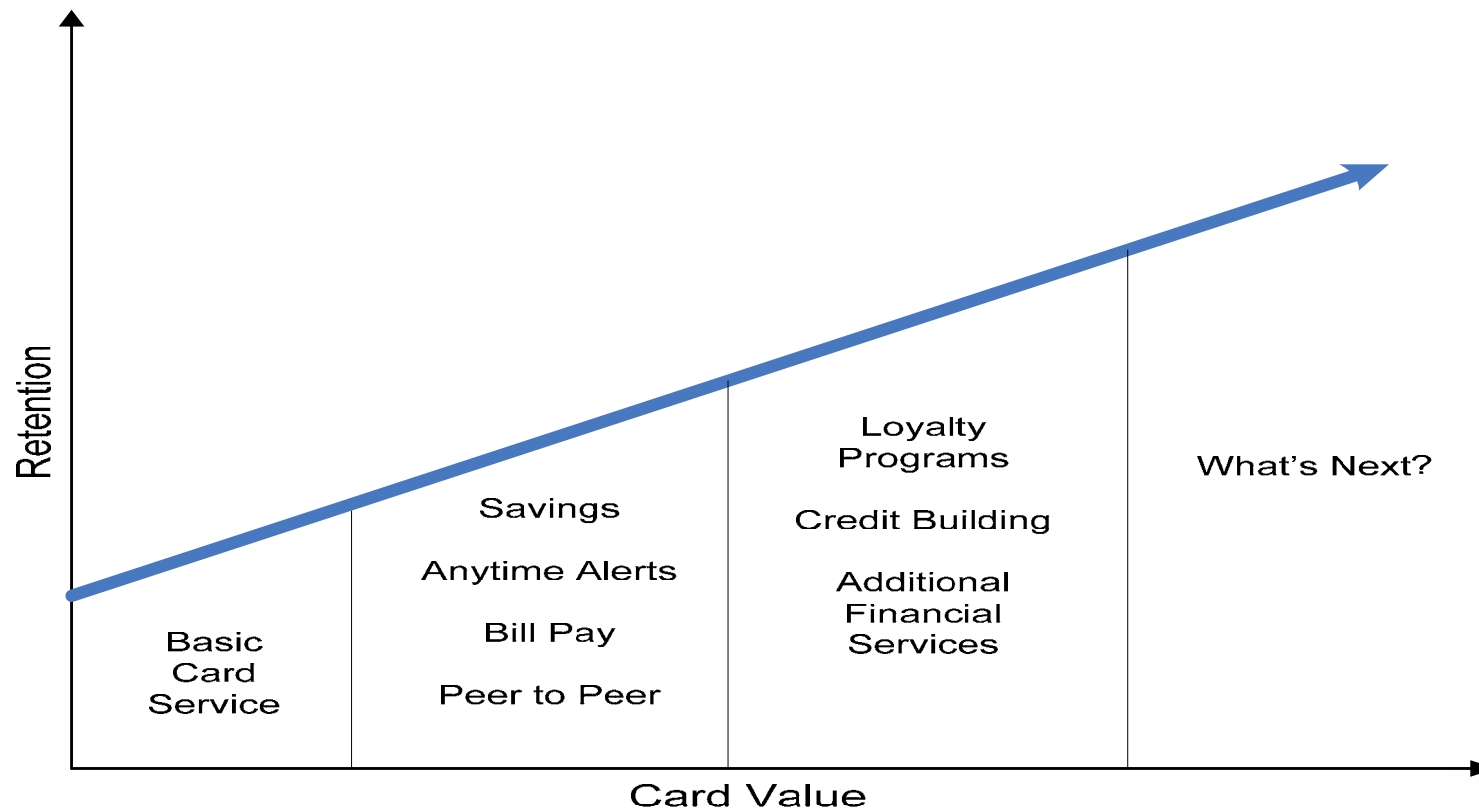 Retention
Basic
Card
Service
Savings
Anytime Alerts
Bill Pay
Peer to Peer
Loyalty
Programs
Credit Building
Additional
Financial
Services
What's Next?
Card Value